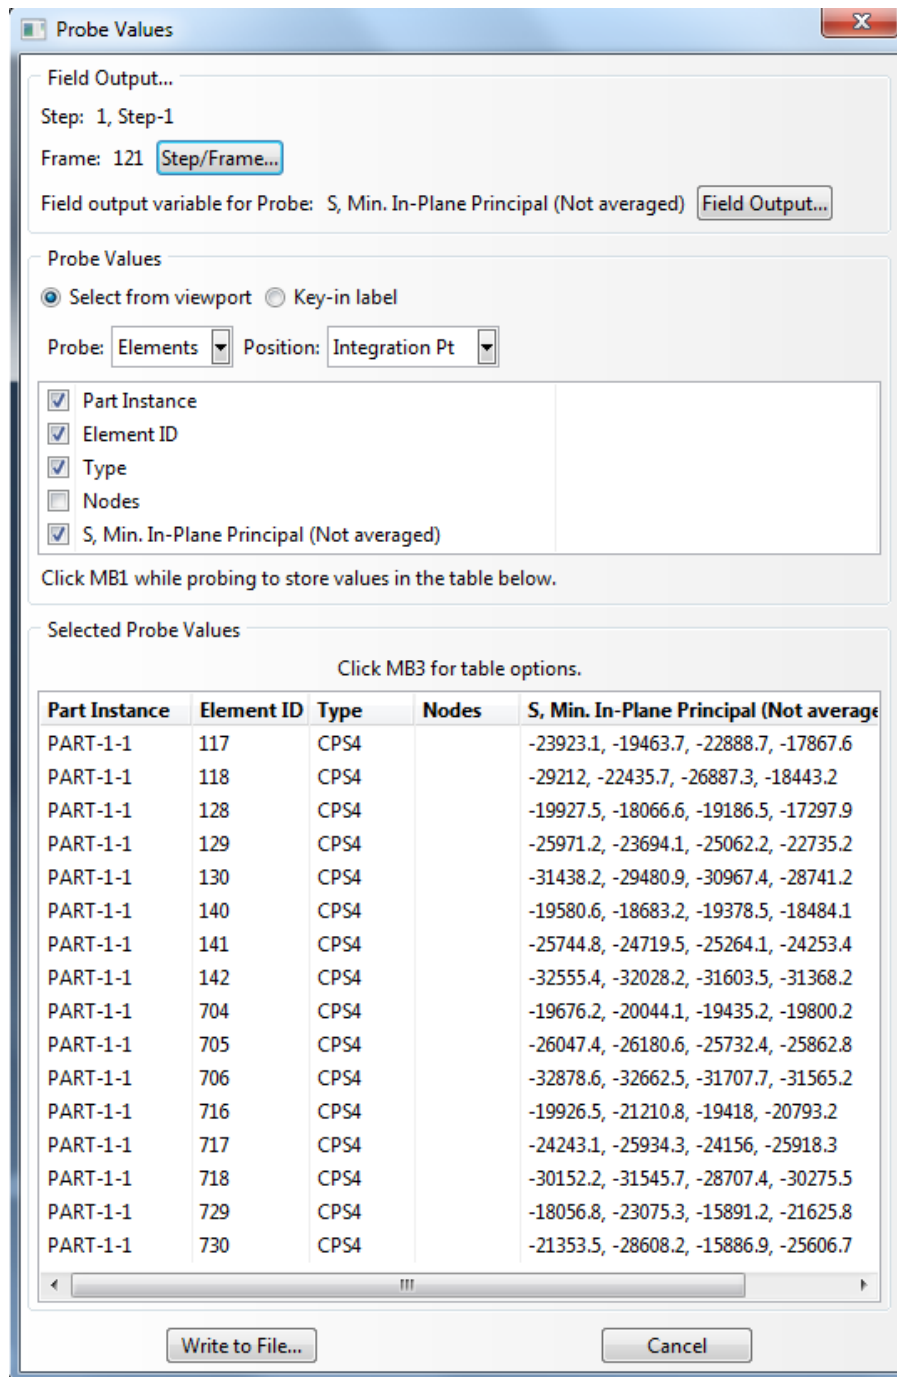 Probe Values
Field Output...
Step: 1, Step-1
Frame: 121 Step/Frame...
Field output variable for Probe: S, Min. In-Plane Principal (Not averaged) Field Output...
Probe Values
Select from viewport Key-in label
Probe: Elements Position: Integration Pt
Part Instance
Element ID
Type
Nodes
S, Min. In-Plane Principal (Not averaged)
Click MB1 while probing to store values in the table below.
Selected Probe Values
Click MB3 for table options.
Part Instance Element ID Type Nodes S, Min. In-Plane Principal (Not average
PART-1-1 117 CPS4 -23923.1, -19463.7, -22888.7, -17867.6
PART-1-1 118 CPS4 -29212, -22435.7, -26887.3, -18443.2
PART-1-1 128 CPS4 -19927.5, -18066.6, -19186.5, -17297.9
PART-1-1 129 CPS4 -25971.2, -23694.1, -25062.2, -22735.2
PART-1-1 130 CPS4 -31438.2, -29480.9, -30967.4, -28741.2
PART-1-1 140 CPS4 -19580.6, -18683.2, -19378.5, -18484.1
PART-1-1 141 CPS4 -25744.8, -24719.5, -25264.1, -24253.4
PART-1-1 142 CPS4 -32555.4, -32028.2, -31603.5, -31368.2
PART-1-1 704 CPS4 -19676.2, -20044.1, -19435.2, -19800.2
PART-1-1 705 CPS4 -26047.4, -26180.6, -25732.4, -25862.8
PART-1-1 706 CPS4 -32878.6, -32662.5, -31707.7, -31565.2
PART-1-1 716 CPS4 -19926.5, -21210.8, -19418, -20793.2
PART-1-1 717 CPS4 -24243.1, -25934.3, -24156, -25918.3
PART-1-1 718 CPS4 -30152.2, -31545.7, -28707.4, -30275.5
PART-1-1 729 CPS4 -18056.8, -23075.3, -15891.2, -21625.8
PART-1-1 730 CPS4 -21353.5, -28608.2, -15886.9, -25606.7
Write to File... Cancel